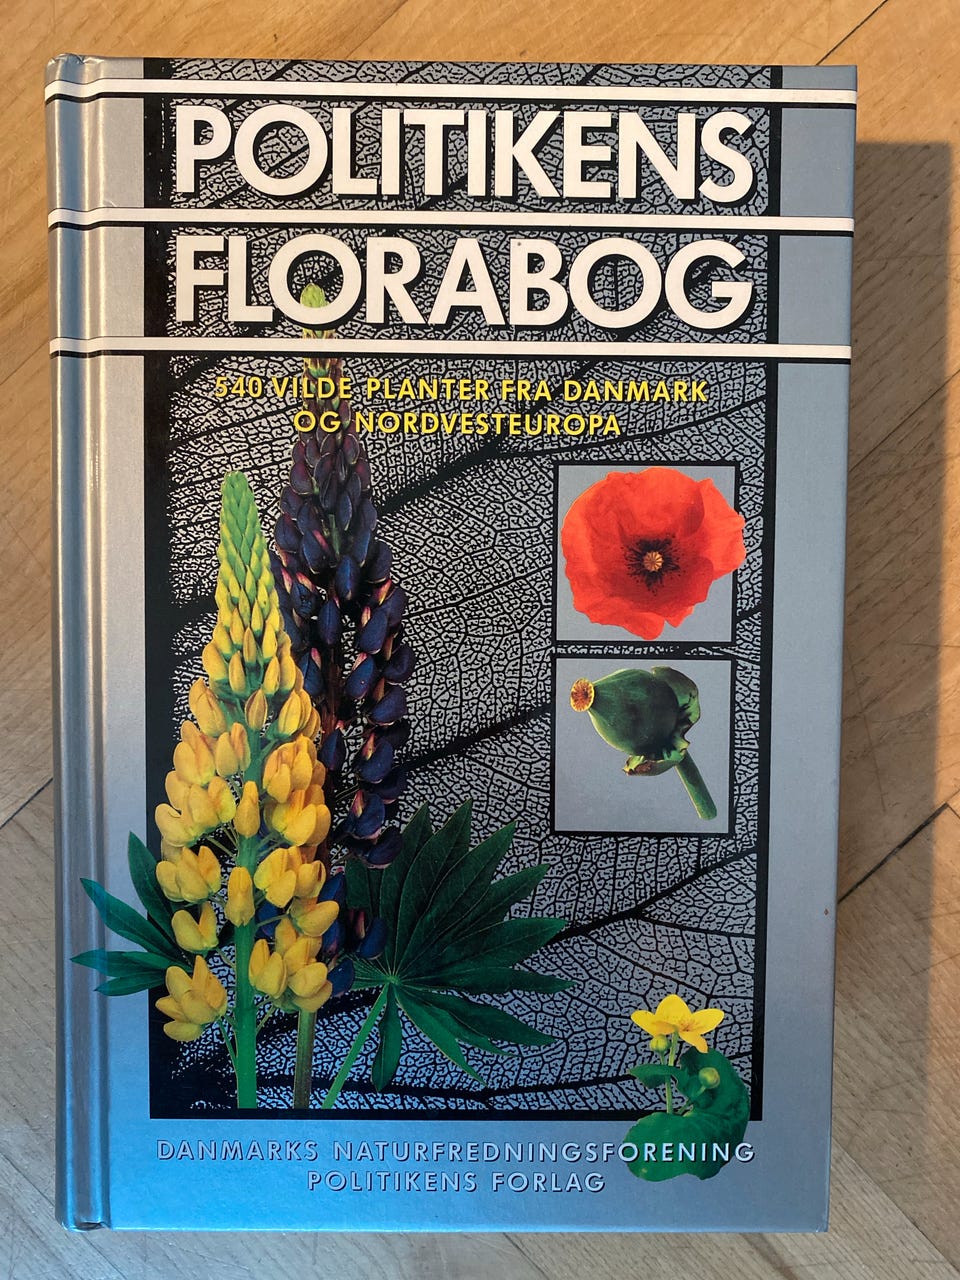 POLITIKENS
FLORABOG
540 VILDE PLANTER FRA DANMARK
OG NORDVESTEUROPA
DANMARKS NATURFREDNINGSFORENING
POLITIKENS FORLAG